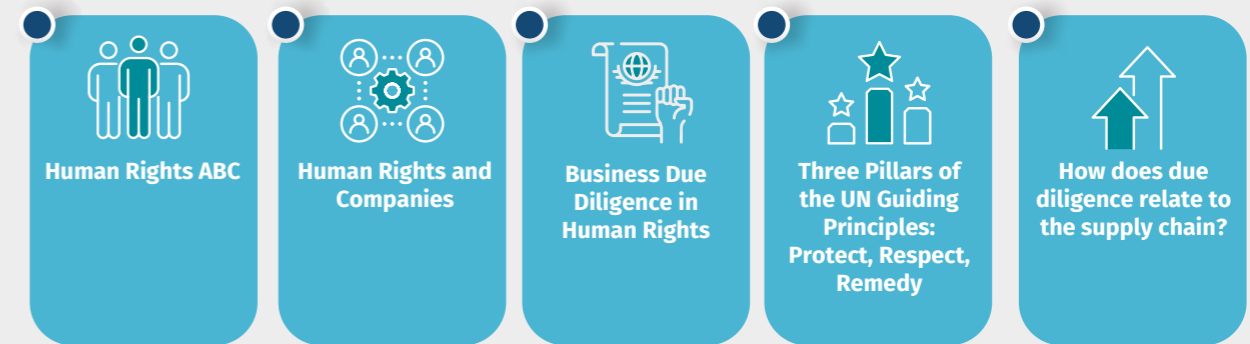 Human Rights ABC
Human Rights and
Companies
Business Due
Diligence in
Human Rights
Three Pillars of
the UN Guiding
Principles:
Protect, Respect,
Remedy
How does due
diligence relate to
the supply chain?